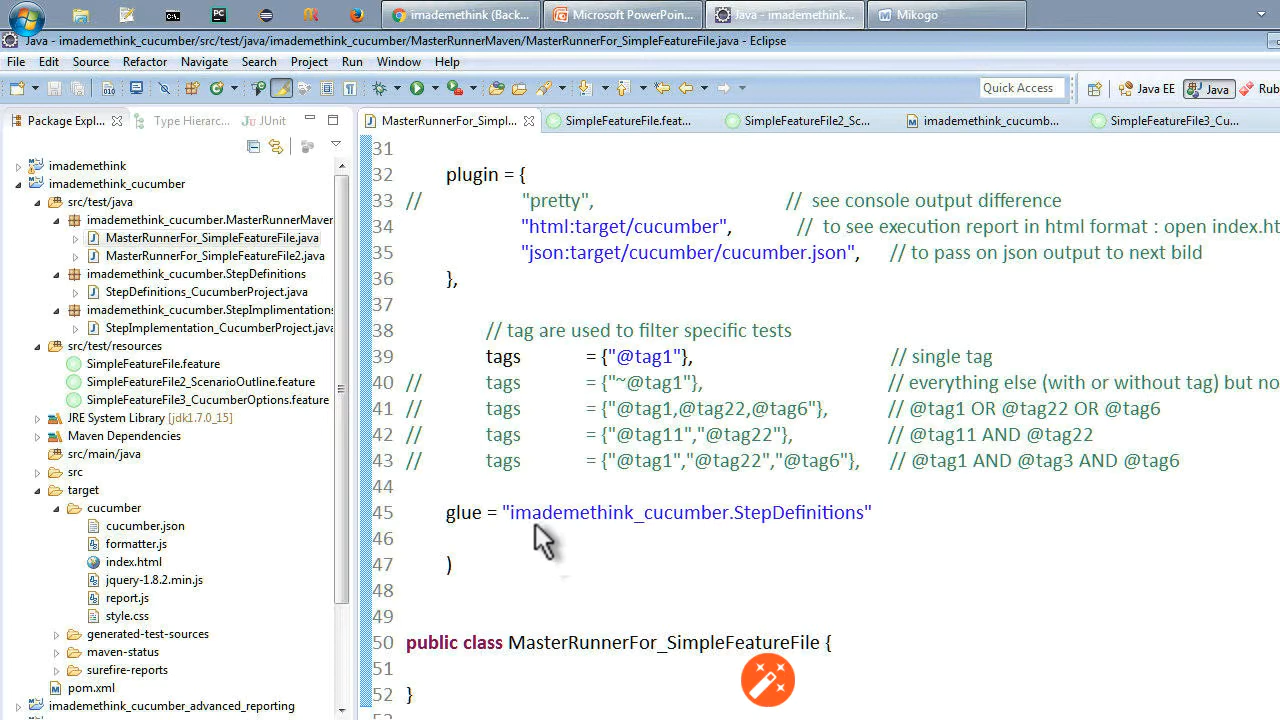 imademethink (Back...
Microsoft PowerPoin...
Java - imademethink...
Mikogo
Java - imademethink_cucumber/src/test/java/imademethink_cucumber/MasterRunnerMaven/MasterRunnerFor_SimpleFeatureFile.java - Eclipse
File Edit Source Refactor Navigate Search Project Run Window Help
Quick Access
Java EE
Java
Rub
Package Expl...
Type Hierarc...
JUnit
MasterRunnerFor_Simpl...
SimpleFeatureFile.feat...
SimpleFeatureFile2_Sc...
imademethink_cucumb...
SimpleFeatureFile3_Cu...
imademethink
imademethink_cucumber
src/test/java
imademethink_cucumber.MasterRunnerMaven
MasterRunnerFor_SimpleFeatureFile.java
MasterRunnerFor_SimpleFeatureFile2.java
imademethink_cucumber.StepDefinitions
StepDefinitions_CucumberProject.java
imademethink_cucumber.StepImplimentations
StepImplementation_CucumberProject.java
src/test/resources
SimpleFeatureFile.feature
SimpleFeatureFile2_ScenarioOutline.feature
SimpleFeatureFile3_CucumberOptions.feature
JRE System Library [jdk1.7.0_15]
Maven Dependencies
src/main/java
src
target
cucumber
cucumber.json
formatter.js
index.html
jquery-1.8.2.min.js
report.js
style.css
generated-test-sources
maven-status
surefire-reports
pom.xml
imademethink_cucumber_advanced_reporting
31
32 plugin = {
33 // "pretty", // see console output difference
34 "html:target/cucumber", // to see execution report in html format : open index.ht
35 "json:target/cucumber/cucumber.json", // to pass on json output to next bild
36 },
37
38 // tag are used to filter specific tests
39 tags = {"@tag1"}, // single tag
40 // tags = {"~@tag1"}, // everything else (with or without tag) but no
41 // tags = {"@tag1,@tag22,@tag6"}, // @tag1 OR @tag22 OR @tag6
42 // tags = {"@tag11","@tag22"}, // @tag11 AND @tag22
43 // tags = {"@tag1","@tag22","@tag6"}, // @tag1 AND @tag3 AND @tag6
44
45 glue = "imademethink_cucumber.StepDefinitions"
46
47 )
48
49
50 public class MasterRunnerFor_SimpleFeatureFile {
51
52 }